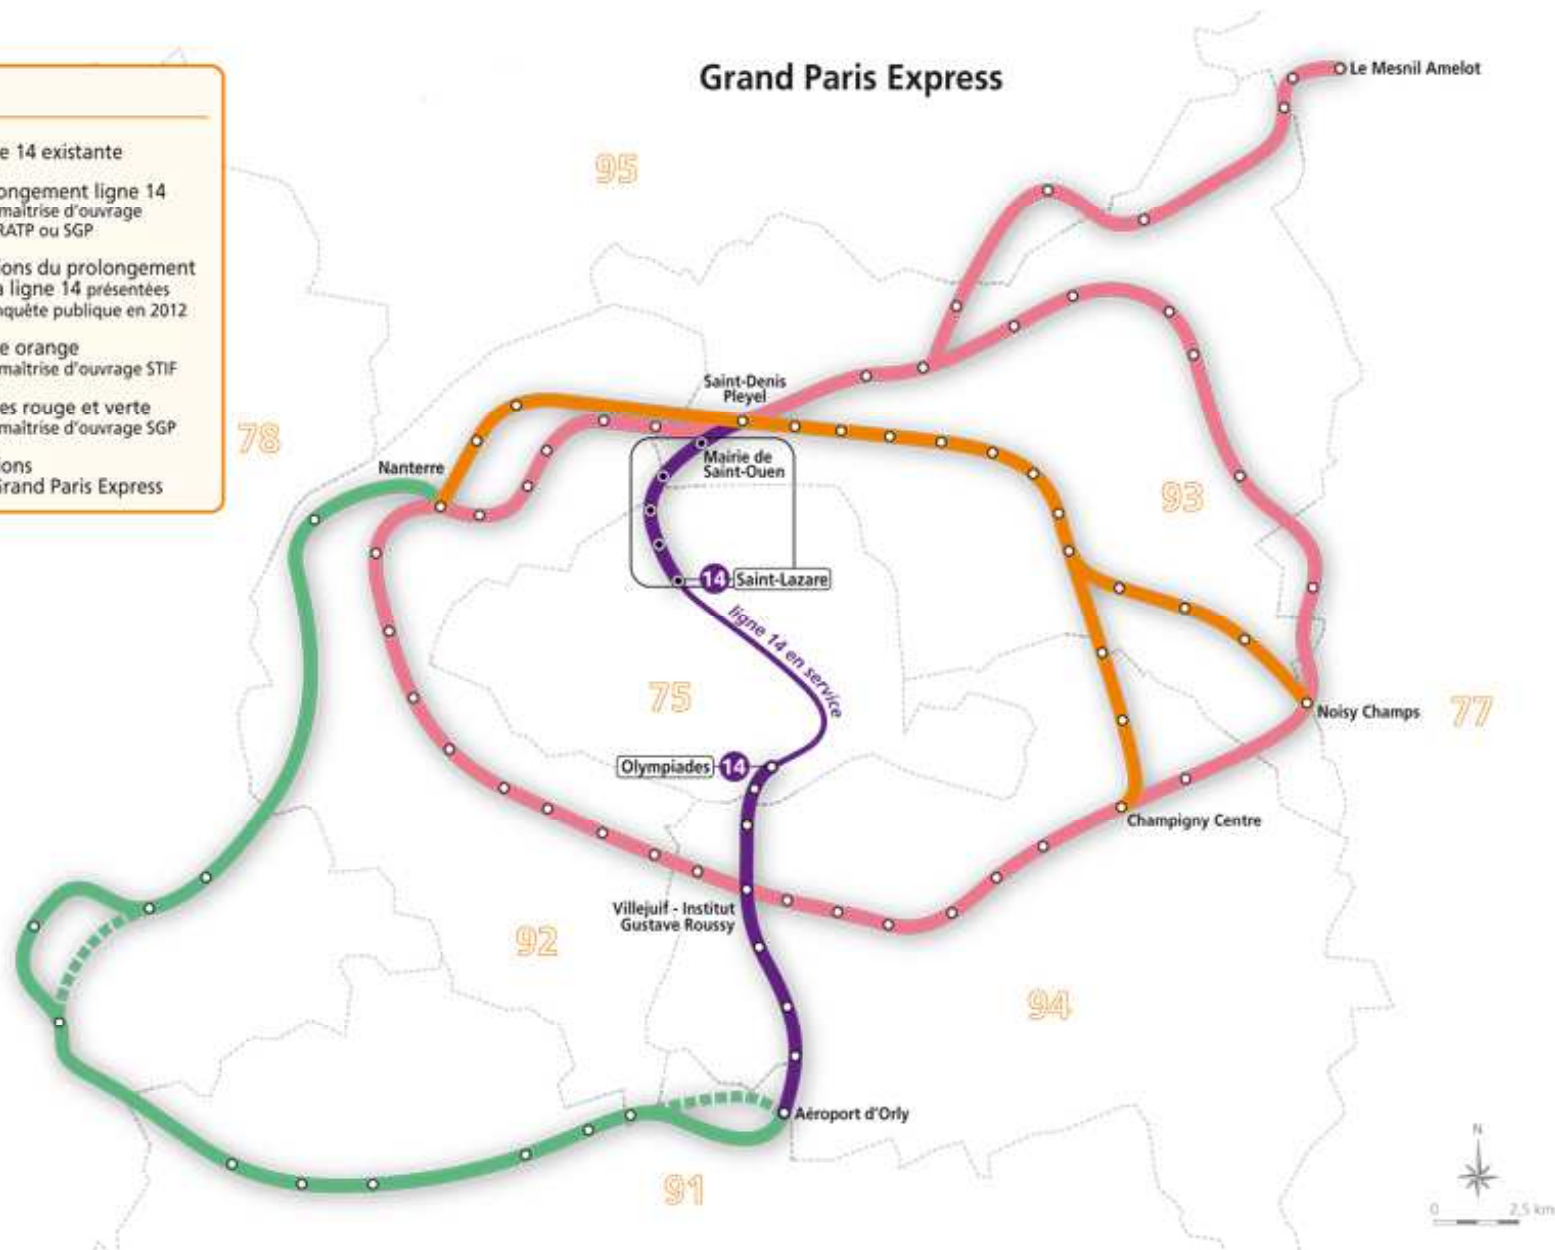 Grand Paris Express
Le Mesnil Amelot
e 14 existante
ongement ligne 14
maîtrise d'ouvrage
RATP ou SGP
ions du prolongement
a ligne 14 présentées
nquête publique en 2012
e orange
maîtrise d'ouvrage STIF
es rouge et verte
maîtrise d'ouvrage SGP
ions
Grand Paris Express
95
78
Saint-Denis
Pleyel
Nanterre
Mairie de
Saint-Ouen
93
14 Saint-Lazare
ligne 14 en service
75
Noisy Champs
77
Olympiades 14
Champigny Centre
Villejuif - Institut
Gustave Roussy
92
94
Aéroport d'Orly
91
N
0 2,5 km